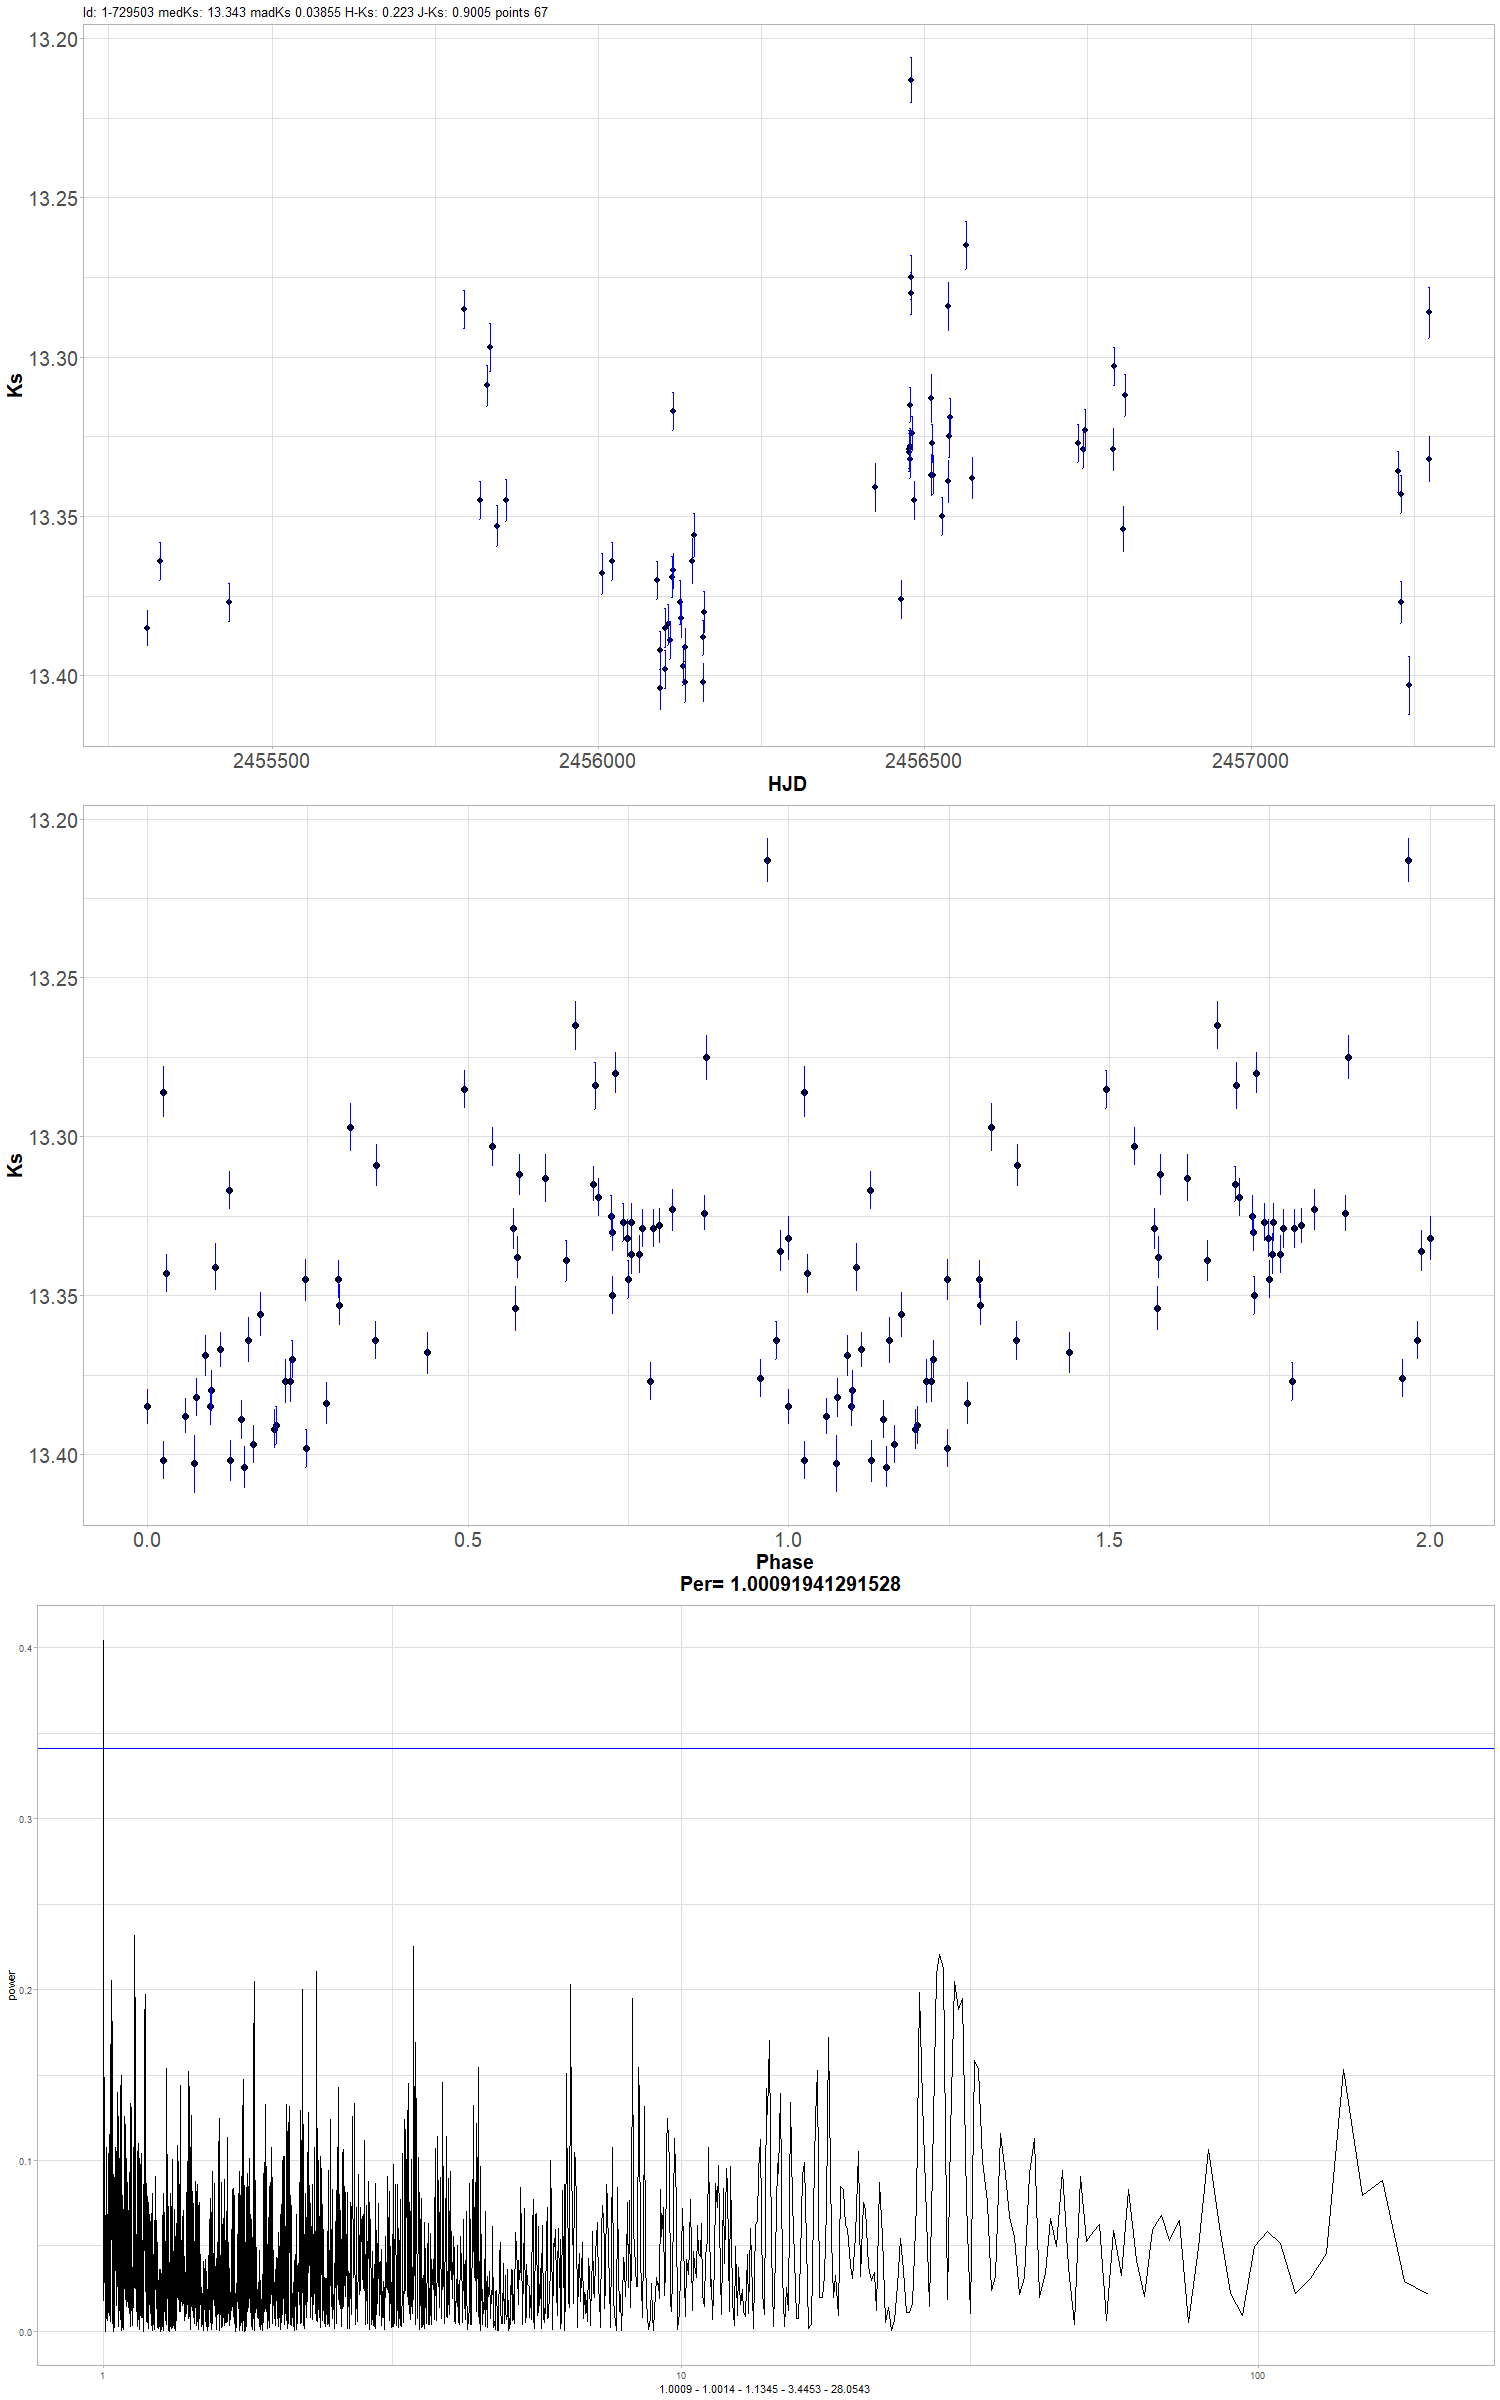 Id: 1-729503 medKs: 13.343 madKs 0.03855 H-Ks: 0.223 J-Ks: 0.9005 points 67
13.20
13.25
13.30
13.35
13.40
Ks
2455500 2456000 2456500 2457000
HJD
13.20
13.25
13.30
13.35
13.40
Ks
0.0 0.5 1.0 1.5 2.0
Phase
Per= 1.00091941291528
0.4
0.3
0.2
0.1
0.0
power
1 10 100
1.0009 - 1.0014 - 1.1345 - 3.4453 - 28.0543